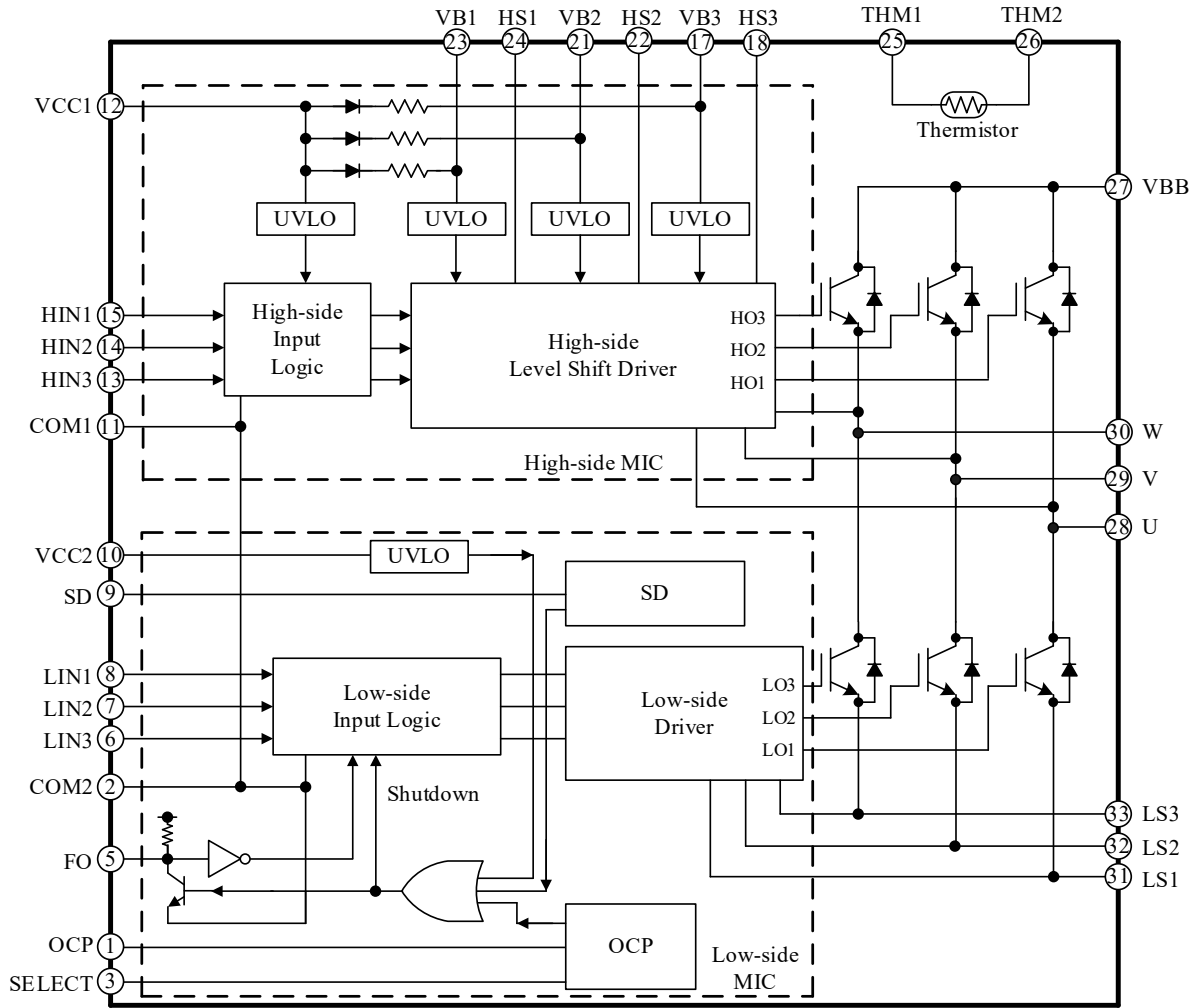 VB1 HS1 VB2 HS2 VB3 HS3 THM1 THM2
23 24 21 22 17 18 25 26
VCC1 12
Thermistor
27 VBB
UVLO UVLO UVLO UVLO
HIN1 15
HIN2 14
HIN3 13
COM1 11
High-side
Input
Logic
High-side
Level Shift Driver
HO3
HO2
HO1
High-side MIC
30 W
29 V
28 U
VCC2 10
UVLO
SD 9
SD
LIN1 8
LIN2 7
LIN3 6
COM2 2
Low-side
Input Logic
Low-side
Driver
LO3
LO2
LO1
Shutdown
33 LS3
32 LS2
31 LS1
FO 5
OCP 1
OCP
SELECT 3
Low-side
MIC